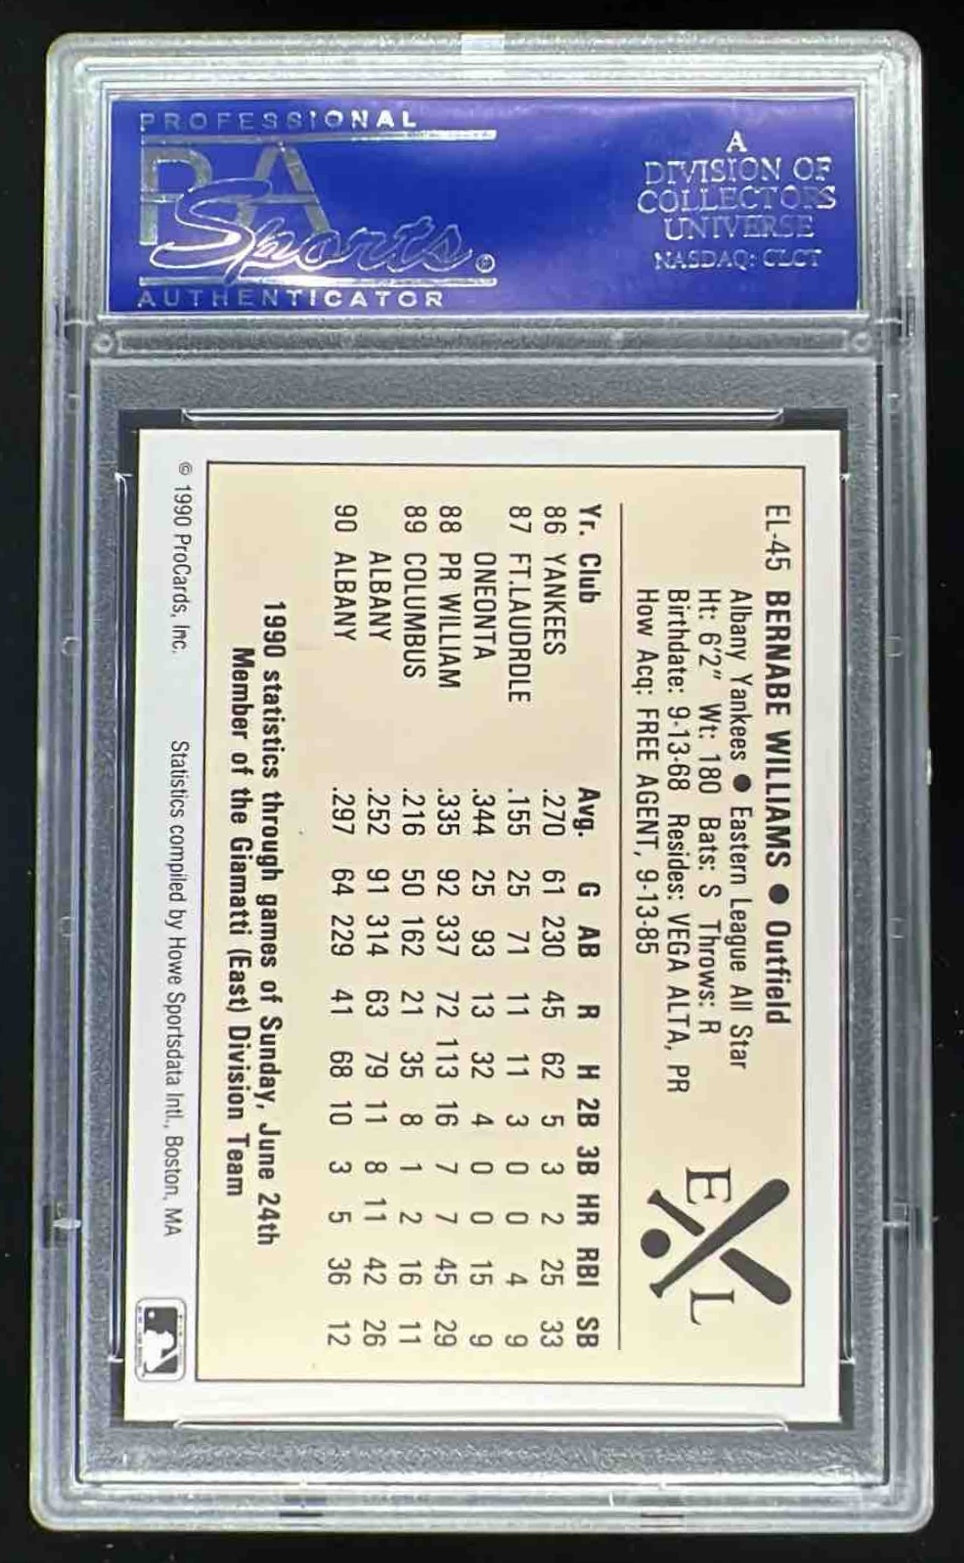 PROFESSIONAL
PSA
Sports®
AUTHENTICATOR
A
DIVISION OF
COLLECTORS
UNIVERSE
NASDAQ: CLCT
EL-45 BERNABE WILLIAMS ● Outfield
Albany Yankees ● Eastern League All Star
Ht: 6'2" Wt: 180 Bats: S Throws: R
Birthdate: 9-13-68 Resides: VEGA ALTA, PR
How Acq: FREE AGENT, 9-13-85
E L
Yr. Club Avg. G AB R H 2B 3B HR RBI SB
86 YANKEES .270 61 230 45 62 5 3 2 25 33
87 FT.LAUDRDLE .155 25 71 11 11 3 0 0 4 9
ONEONTA .344 25 93 13 32 4 0 0 15 9
88 PR WILLIAM .335 92 337 72 113 16 7 7 45 29
89 COLUMBUS .216 50 162 21 35 8 1 2 16 11
ALBANY .252 91 314 63 79 11 8 11 42 26
90 ALBANY .297 64 229 41 68 10 3 5 36 12
1990 statistics through games of Sunday, June 24th
Member of the Giamatti (East) Division Team
© 1990 ProCards, Inc. Statistics compiled by Howe Sportsdata Intl., Boston, MA